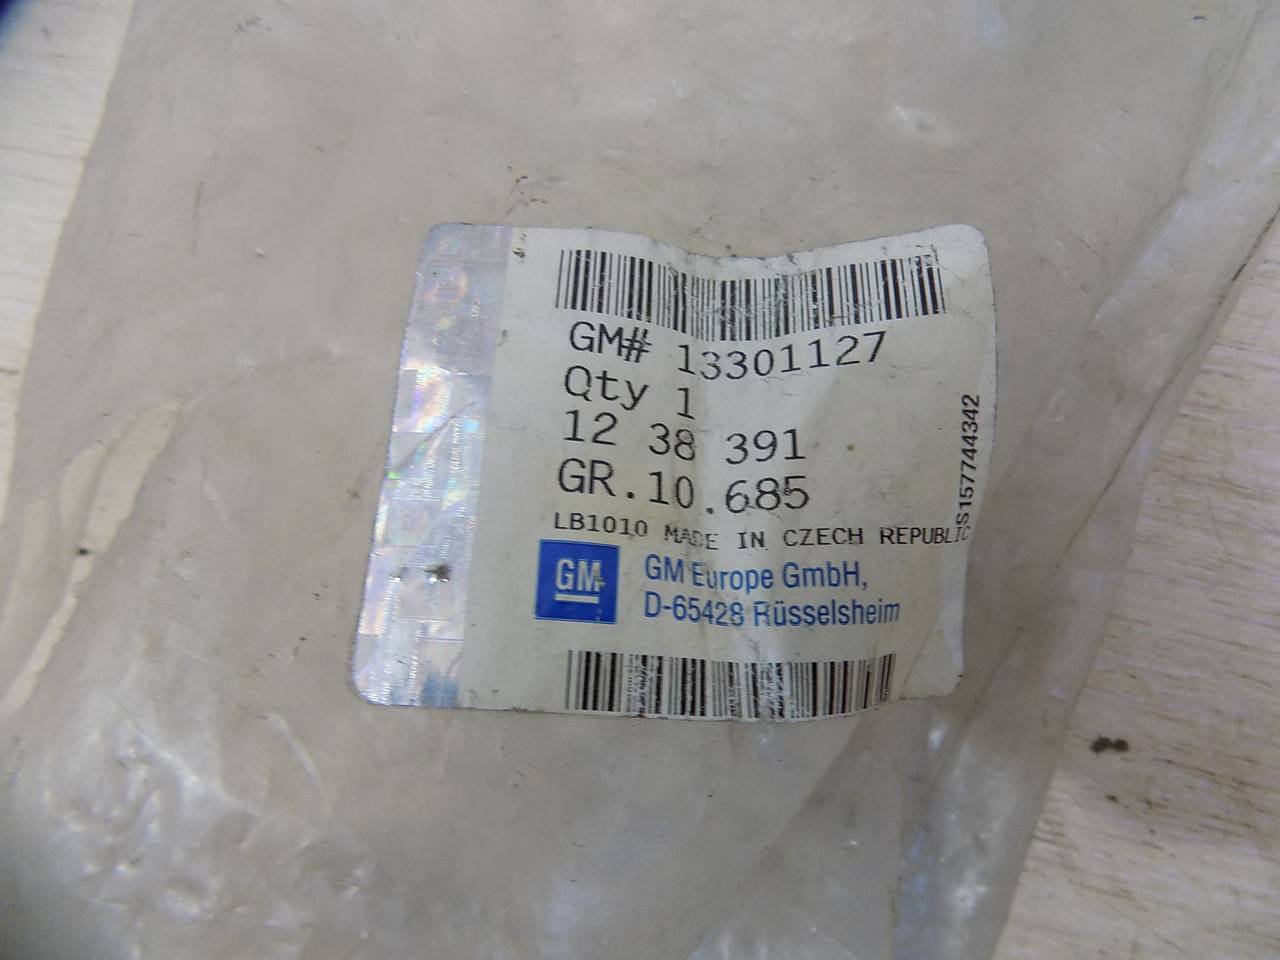 GM# 13301127
Qty 1
12 38 391
GR.10.685
LB1010 MADE IN CZECH REPUBLIC
S157744342
GM
GM Europe GmbH,
D-65428 Rüsselsheim